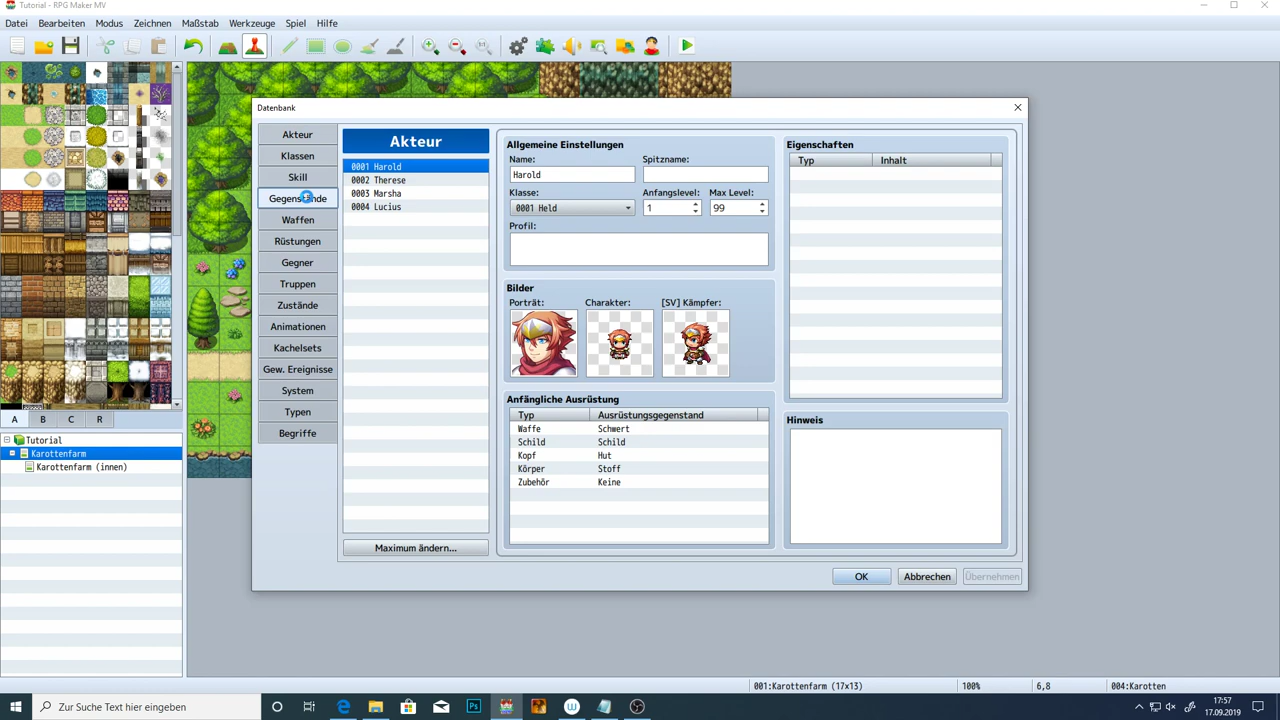 Tutorial - RPG Maker MV
Datei Bearbeiten Modus Zeichnen Maßstab Werkzeuge Spiel Hilfe
Datenbank
Akteur
Klassen
Skill
Gegenstände
Waffen
Rüstungen
Gegner
Truppen
Zustände
Animationen
Kachelsets
Gew. Ereignisse
System
Typen
Begriffe
Akteur
0001 Harold
0002 Therese
0003 Marsha
0004 Lucius
Maximum ändern...
Allgemeine Einstellungen
Name: Spitzname:
Harold
Klasse: Anfangslevel: Max Level:
0001 Held 1 99
Profil:
Bilder
Porträt: Charakter: [SV] Kämpfer:
Anfängliche Ausrüstung
Typ Ausrüstungsgegenstand
Waffe Schwert
Schild Schild
Kopf Hut
Körper Stoff
Zubehör Keine
Eigenschaften
Typ Inhalt
Hinweis
OK Abbrechen Übernehmen
A B C R
Tutorial
Karottenfarm
Karottenfarm (innen)
001:Karottenfarm (17×13) 100% 6,8 004:Karotten
Zur Suche Text hier eingeben
Ps
17:57
17.09.2019